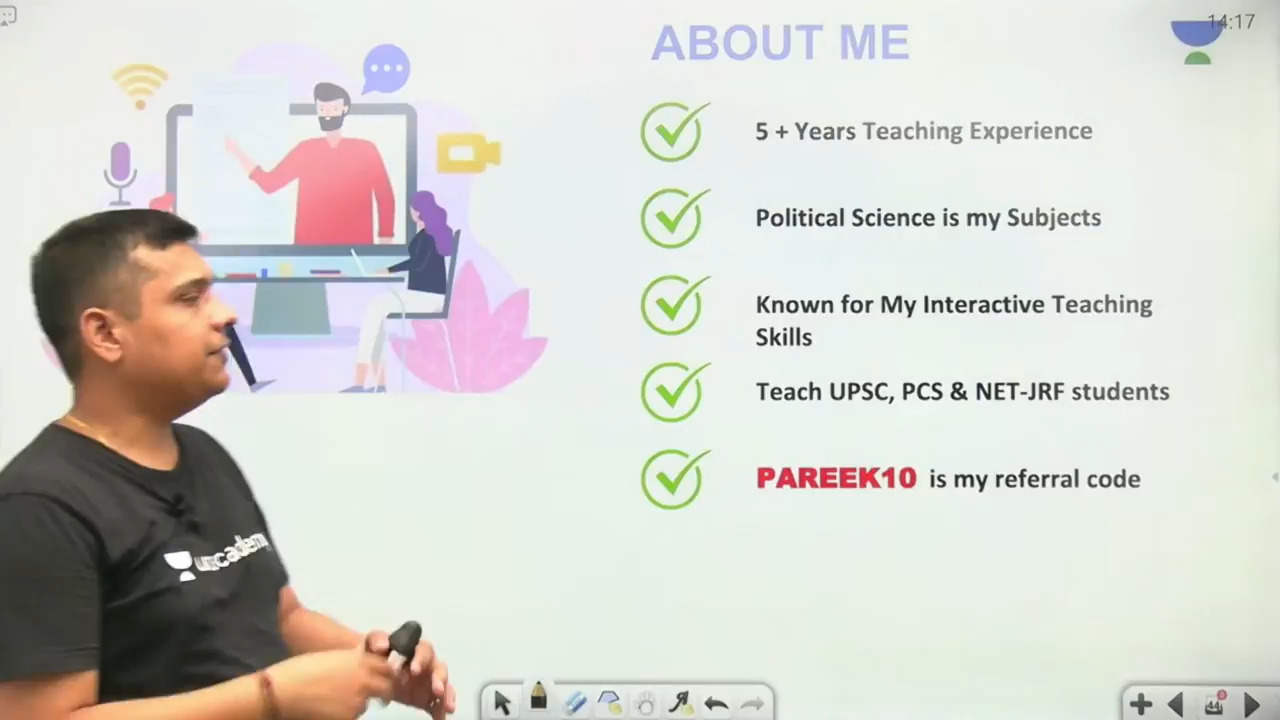 14:17
ABOUT ME
5 + Years Teaching Experience
Political Science is my Subjects
Known for My Interactive Teaching
Skills
Teach UPSC, PCS & NET-JRF students
PAREEK10 is my referral code
unacademy
44